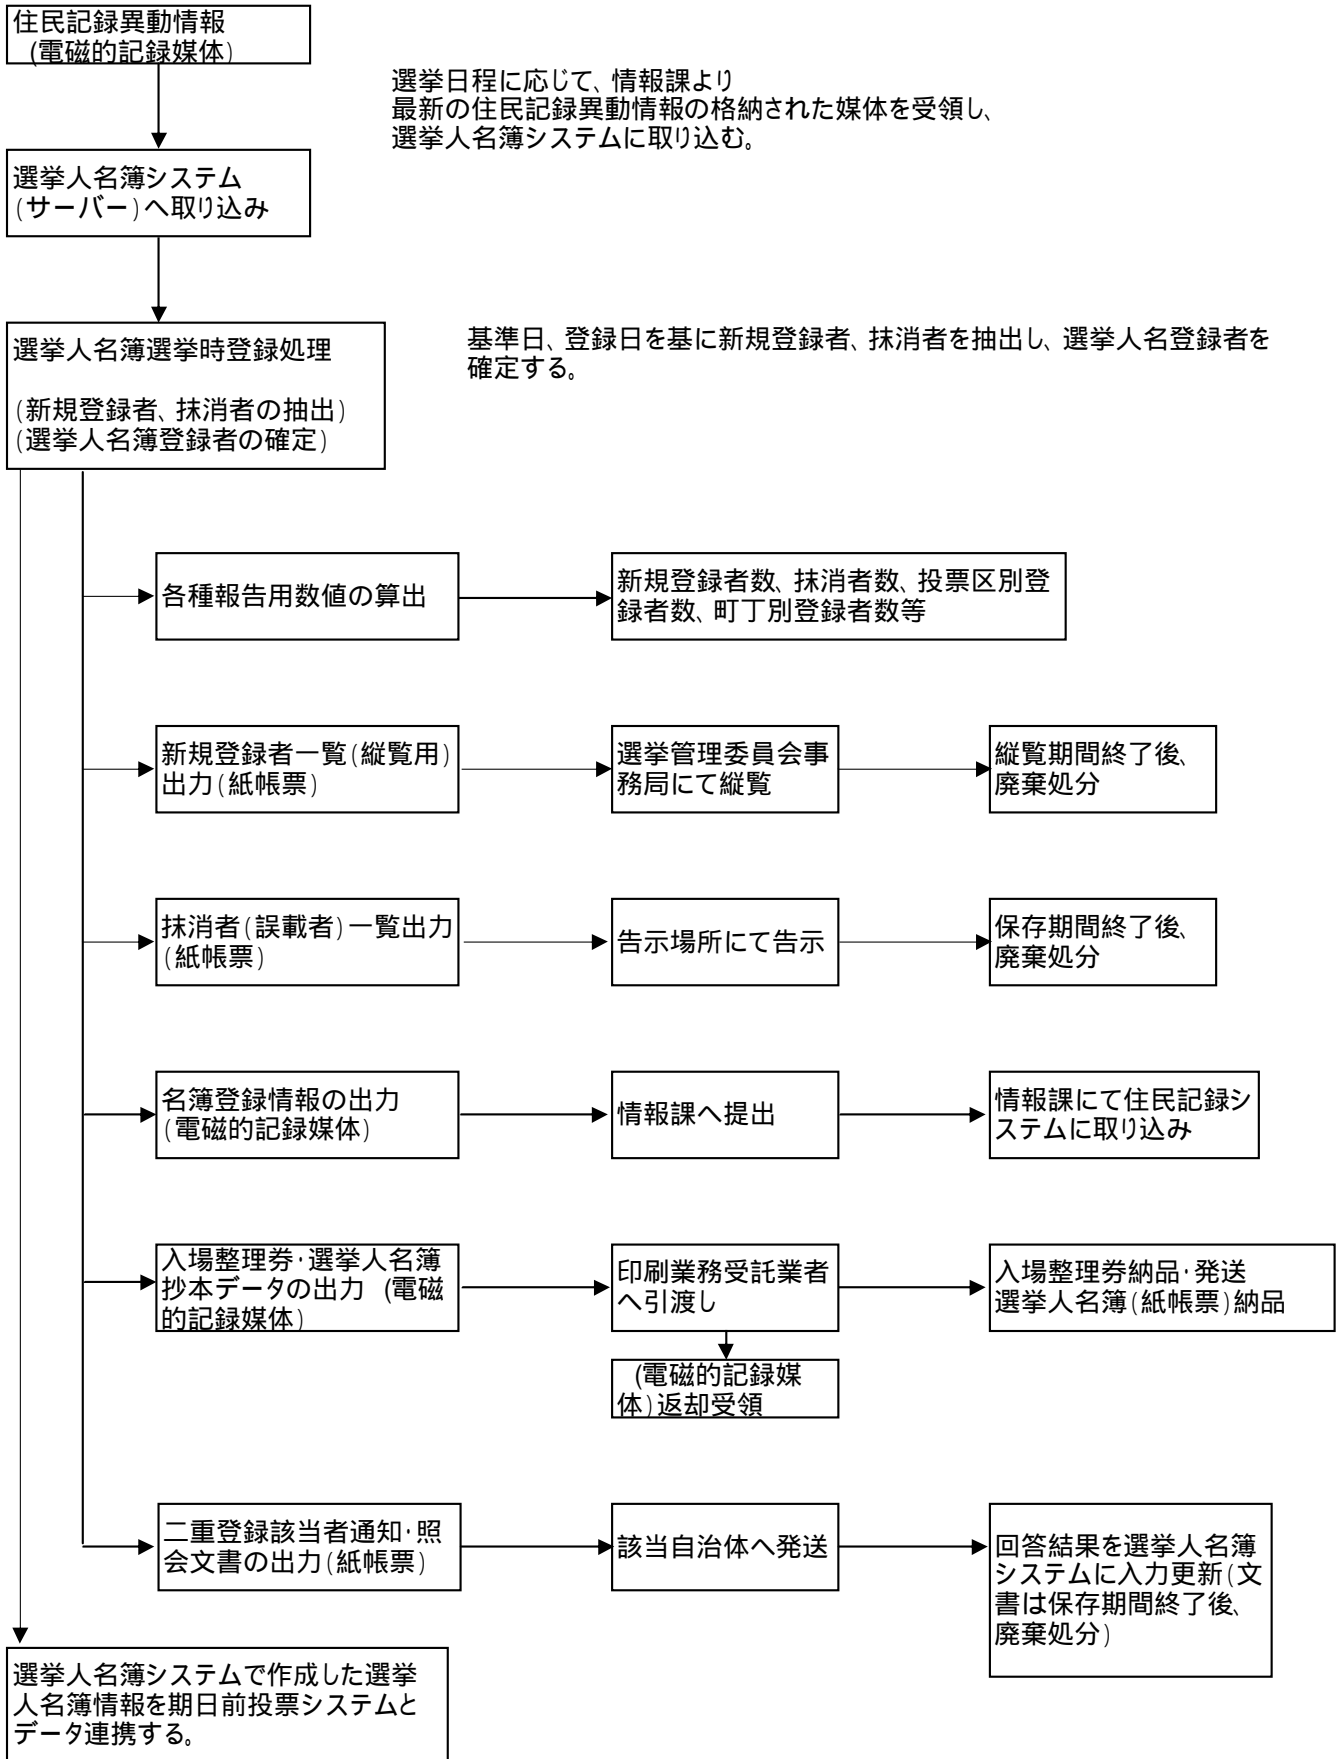 住民記録異動情報
(電磁的記録媒体)
選挙日程に応じて、情報課より
最新の住民記録異動情報の格納された媒体を受領し、
選挙人名簿システムに取り込む。
選挙人名簿システム
(サーバー)へ取り込み
選挙人名簿選挙時登録処理
(新規登録者、抹消者の抽出)
(選挙人名簿登録者の確定)
基準日、登録日を基に新規登録者、抹消者を抽出し、選挙人名登録者を
確定する。
各種報告用数値の算出
新規登録者数、抹消者数、投票区別登
録者数、町丁別登録者数等
新規登録者一覧(縦覧用)
出力(紙帳票)
選挙管理委員会事
務局にて縦覧
縦覧期間終了後、
廃棄処分
抹消者(誤載者)一覧出力
(紙帳票)
告示場所にて告示
保存期間終了後、
廃棄処分
名簿登録情報の出力
(電磁的記録媒体)
情報課へ提出
情報課にて住民記録シ
ステムに取り込み
入場整理券・選挙人名簿
抄本データの出力 (電磁
的記録媒体)
印刷業務受託業者
へ引渡し
入場整理券納品・発送
選挙人名簿(紙帳票)納品
(電磁的記録媒
体)返却受領
二重登録該当者通知・照
会文書の出力(紙帳票)
該当自治体へ発送
回答結果を選挙人名簿
システムに入力更新(文
書は保存期間終了後、
廃棄処分)
選挙人名簿システムで作成した選挙
人名簿情報を期日前投票システムと
データ連携する。